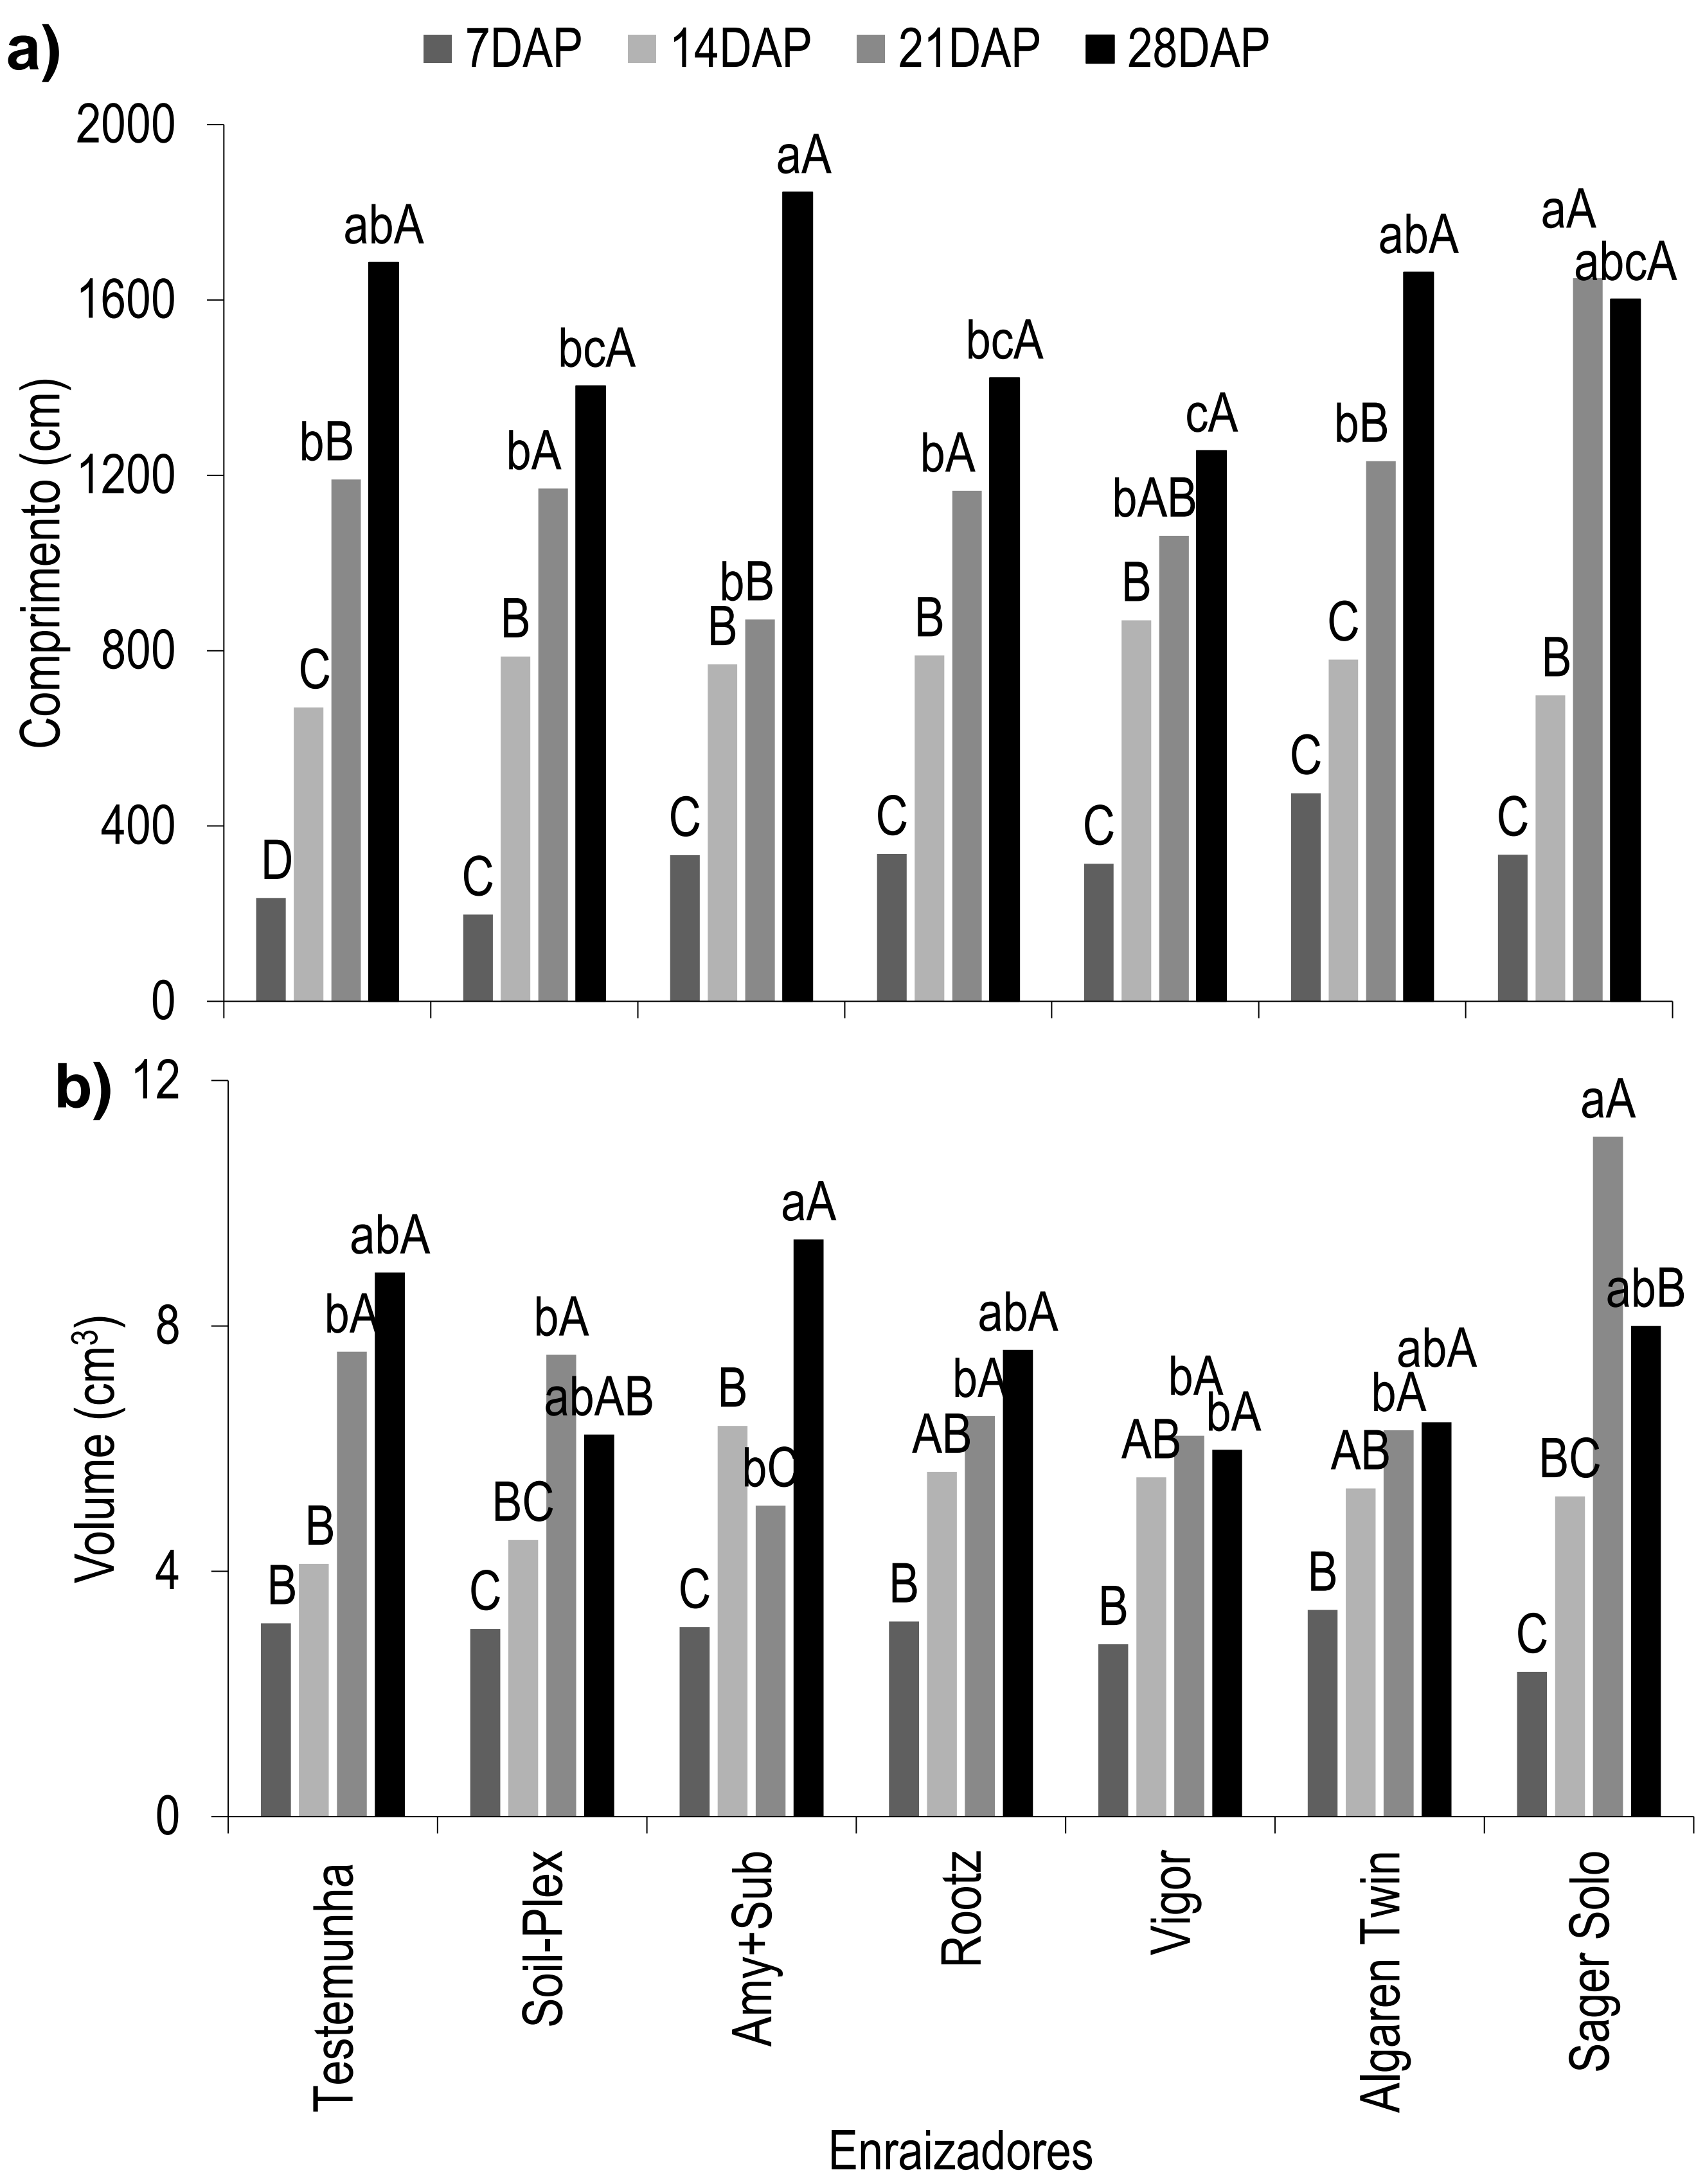 a)
7DAP 14DAP 21DAP 28DAP
Comprimento (cm)
2000
1600
1200
800
400
0
D C bB abA
C B bA bcA
C B bB aA
C B bA bcA
C B bAB cA
C C bB abA
C B aA abcA
b)
Volume (cm³)
12
8
4
0
B B bA abA
C BC bA abAB
C B bC aA
B AB bA abA
B AB bA bA
B AB bA abA
C BC aA abB
Testemunha
Soil-Plex
Amy+Sub
Rootz
Vigor
Algaren Twin
Sager Solo
Enraizadores